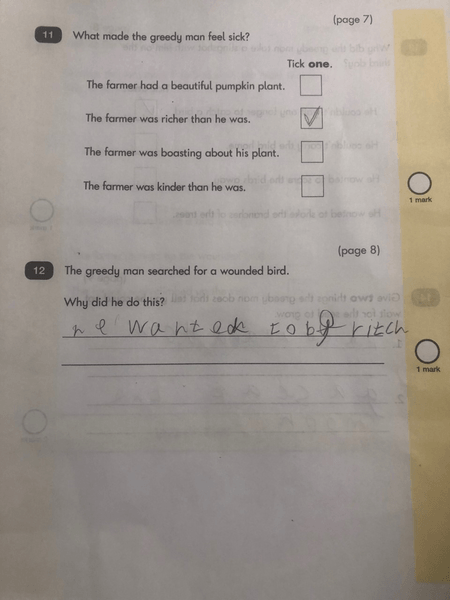 (page 7)
11 What made the greedy man feel sick?
Tick one.
The farmer had a beautiful pumpkin plant.
The farmer was richer than he was.
The farmer was boasting about his plant.
The farmer was kinder than he was.
1 mark
(page 8)
12 The greedy man searched for a wounded bird.
Why did he do this?
he wanted to be ritch
1 mark